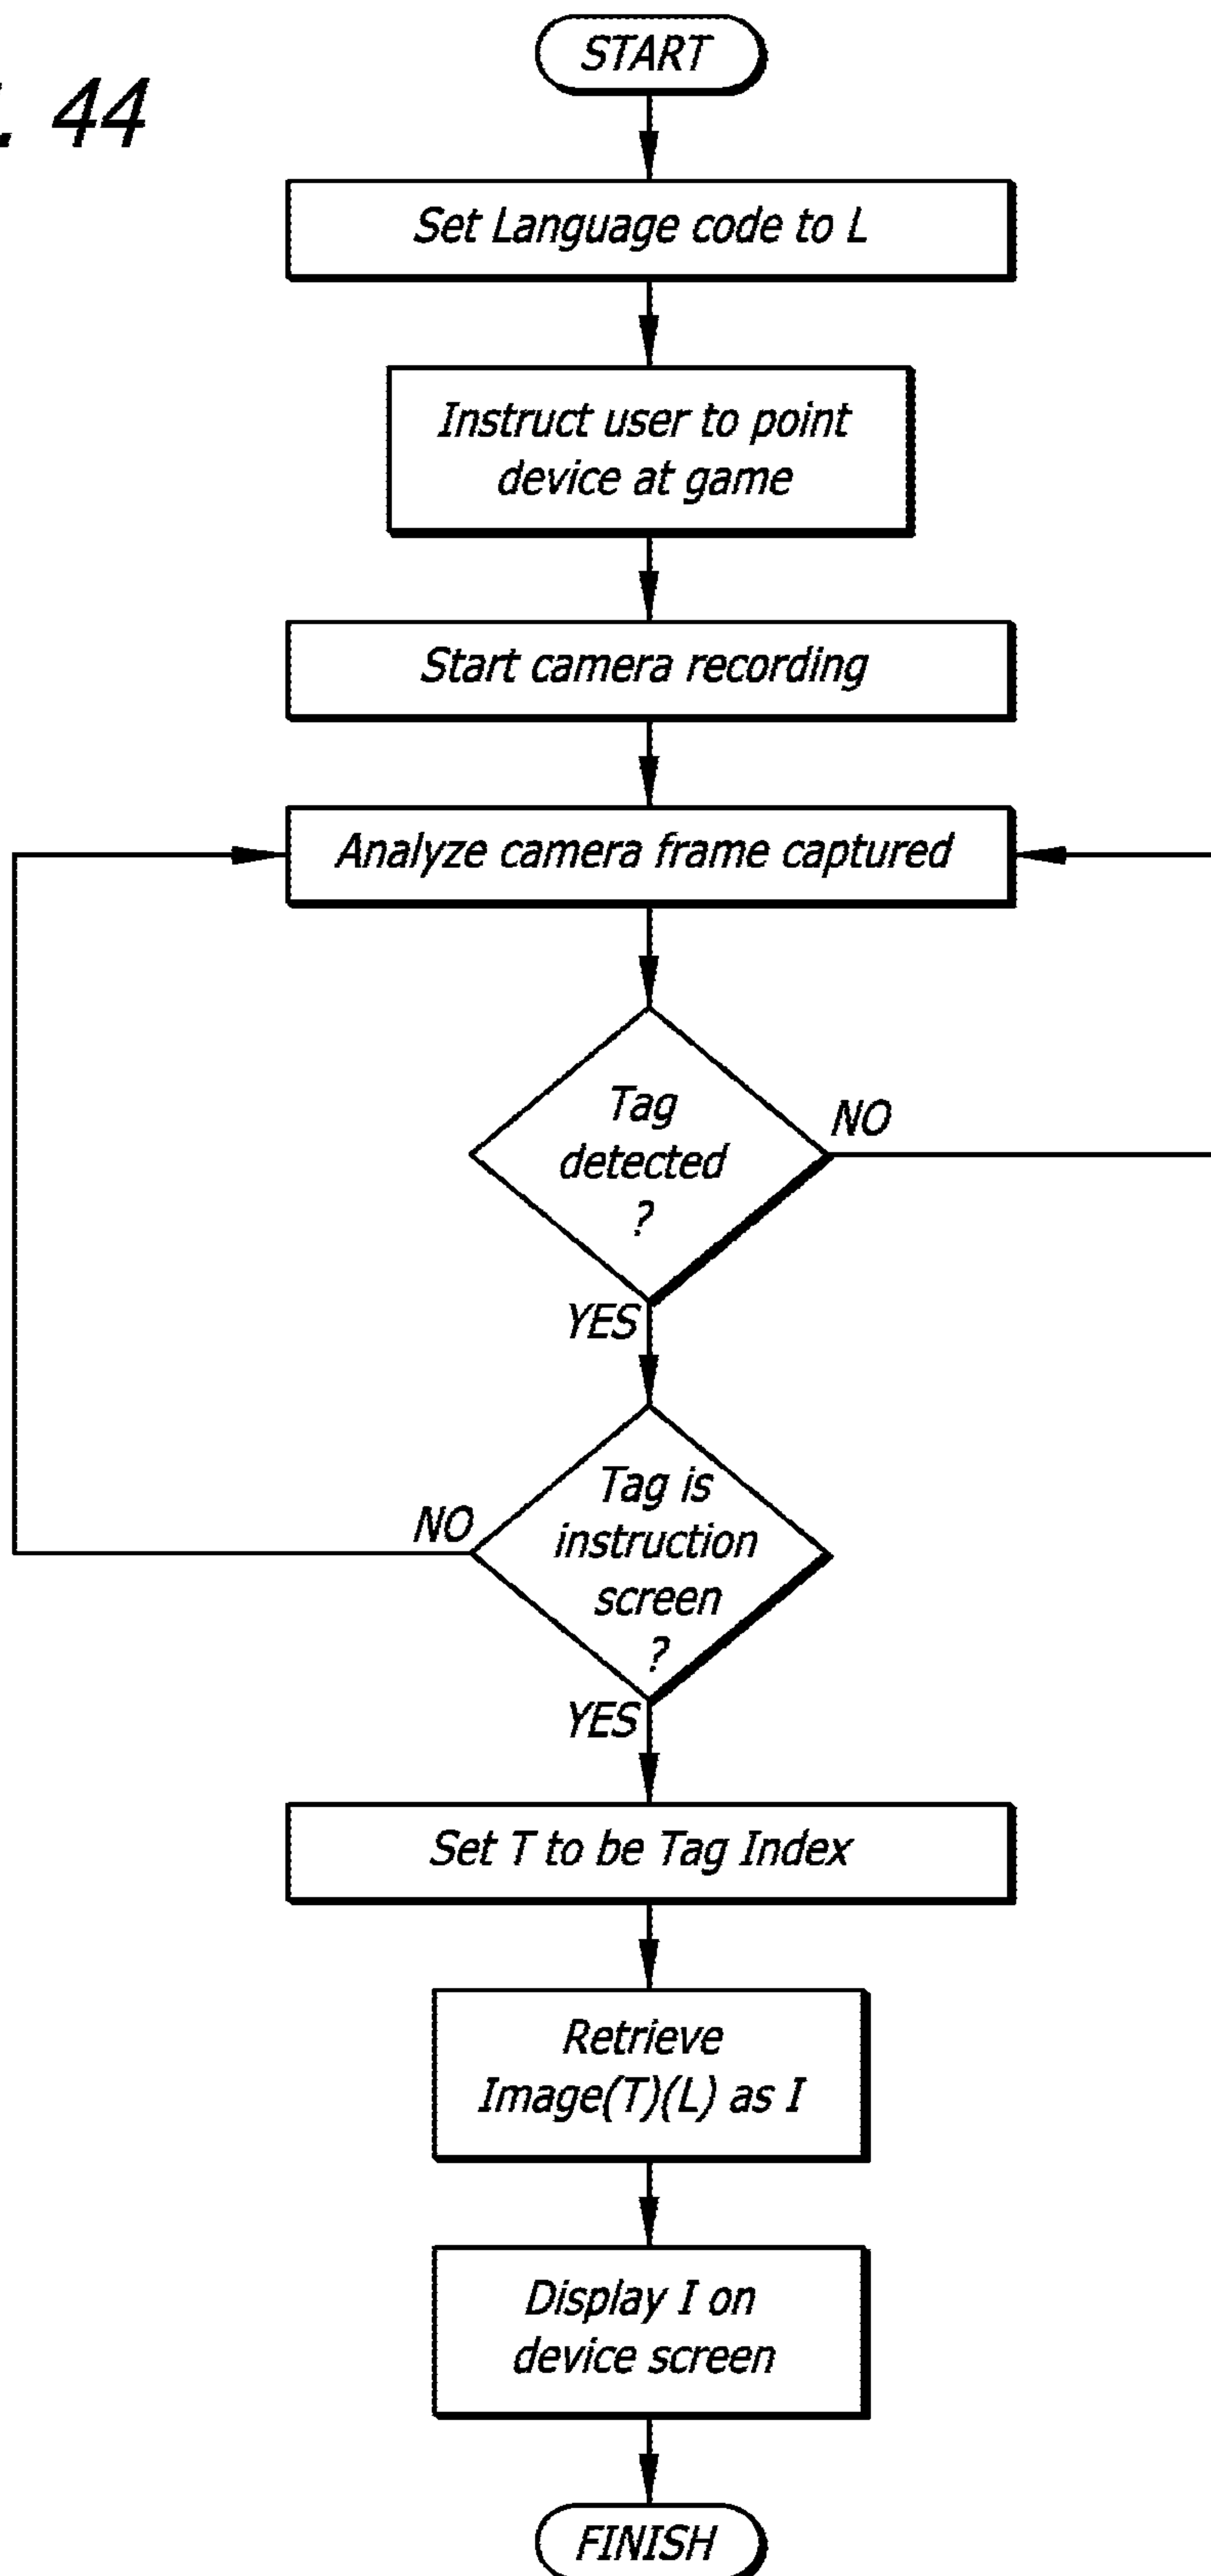 . 44
START
Set Language code to L
Instruct user to point
device at game
Start camera recording
Analyze camera frame captured
Tag
detected
?
NO
YES
Tag is
instruction
screen
?
NO
YES
Set T to be Tag Index
Retrieve
Image(T)(L) as I
Display I on
device screen
FINISH